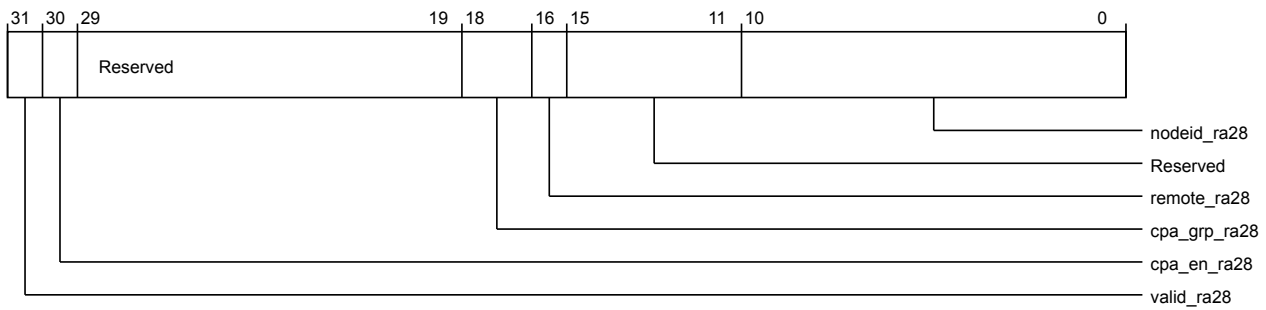 31 30 29 19 18 16 15 11 10 0
Reserved
nodeid_ra28
Reserved
remote_ra28
cpa_grp_ra28
cpa_en_ra28
valid_ra28